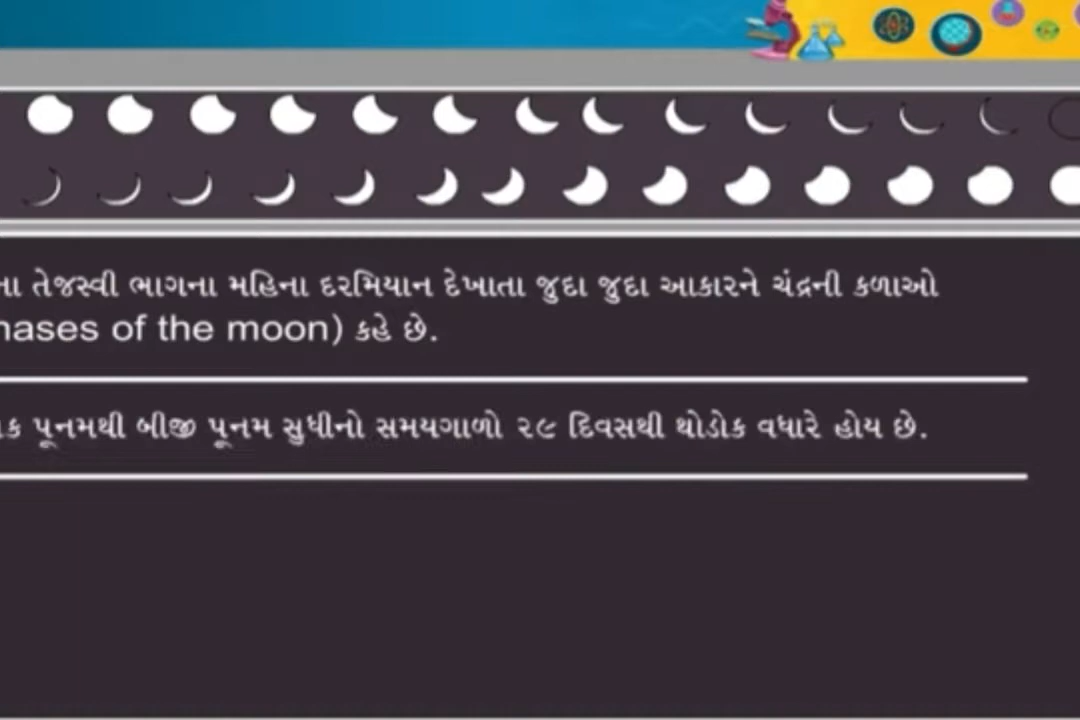 તેજસ્વી ભાગના મહિના દરમિયાન દેખાતા જુદા જુદા આકારને ચંદ્રની કળાઓ
hases of the moon) કહે છે.
પૂનમથી બીજી પૂનમ સુધીનો સમયગાળો ૨૯ દિવસથી થોડોક વધારે હોય છે.